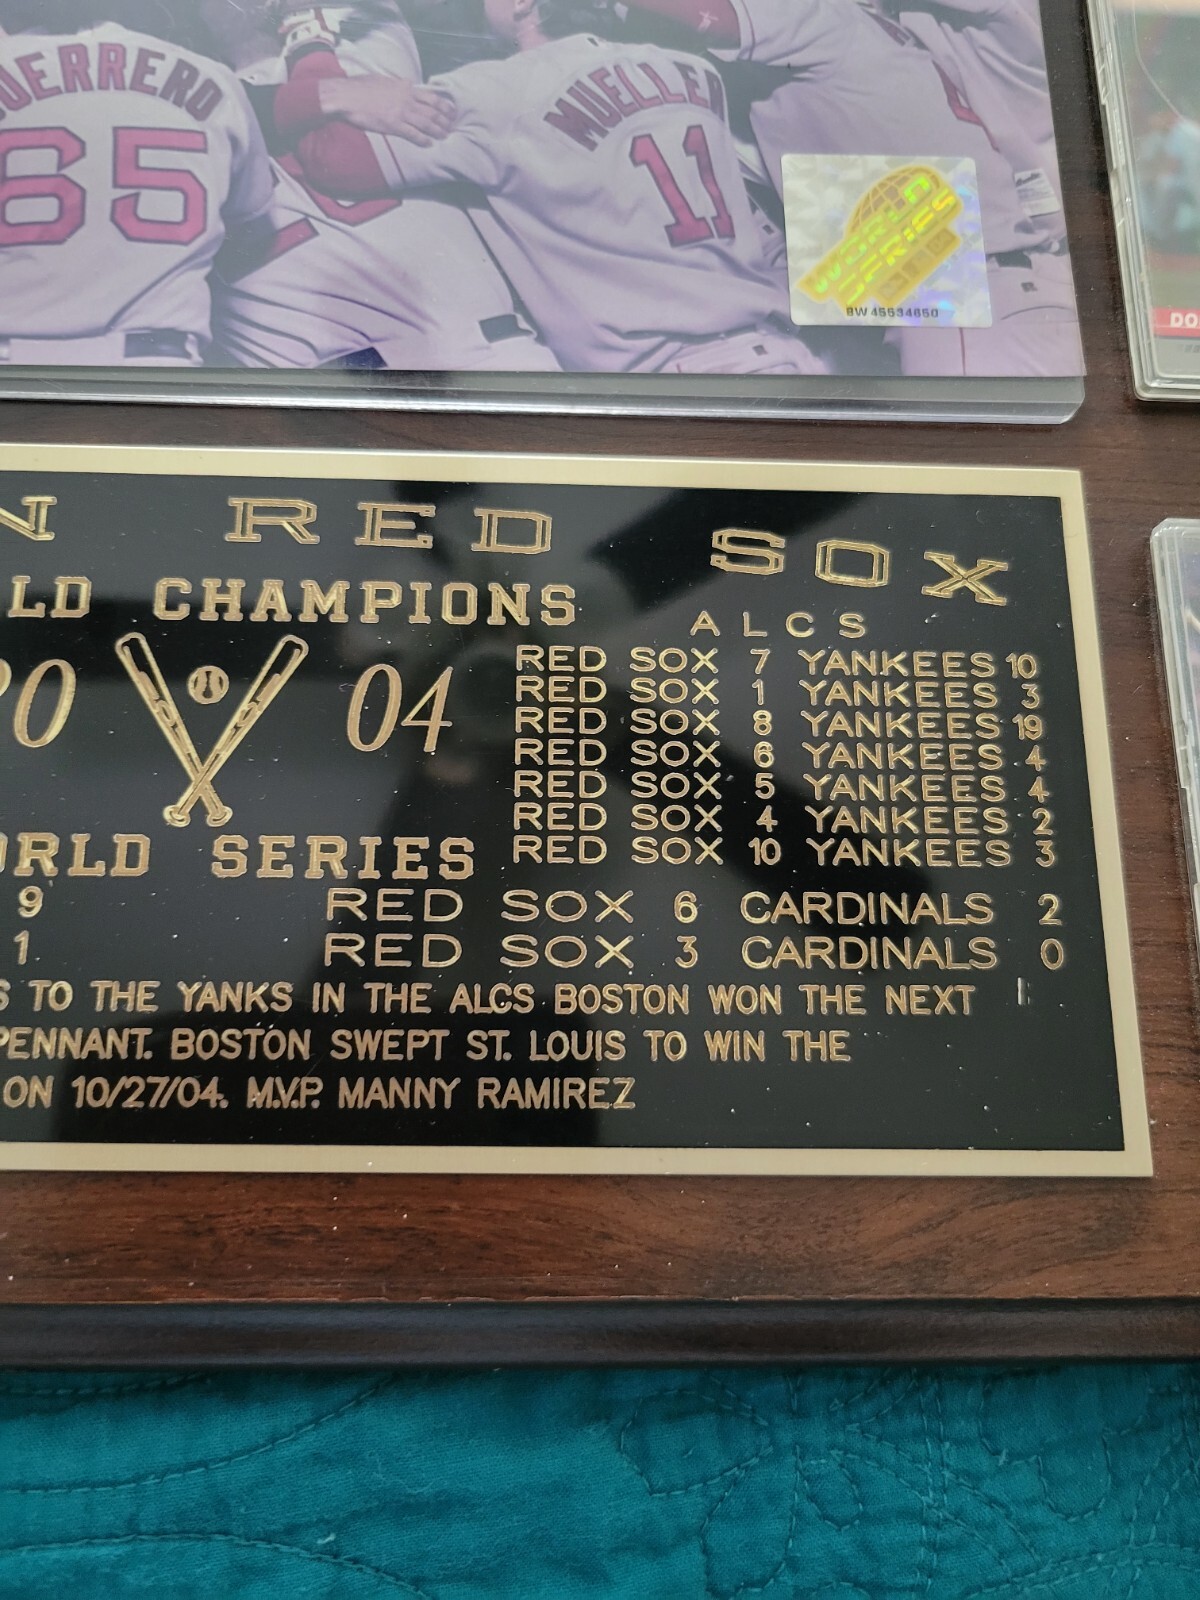 UERRERO
65
MUELLER
11
WORLD
SERIES
BW 45534650
DO
N RED SOX
LD CHAMPIONS
20 04
ALCS
RED SOX 7 YANKEES 10
RED SOX 1 YANKEES 3
RED SOX 8 YANKEES 19
RED SOX 6 YANKEES 4
RED SOX 5 YANKEES 4
RED SOX 4 YANKEES 2
RED SOX 10 YANKEES 3
ORLD SERIES
9 RED SOX 6 CARDINALS 2
1 RED SOX 3 CARDINALS 0
S TO THE YANKS IN THE ALCS BOSTON WON THE NEXT
PENNANT. BOSTON SWEPT ST. LOUIS TO WIN THE
ON 10/27/04. M.V.P. MANNY RAMIREZ